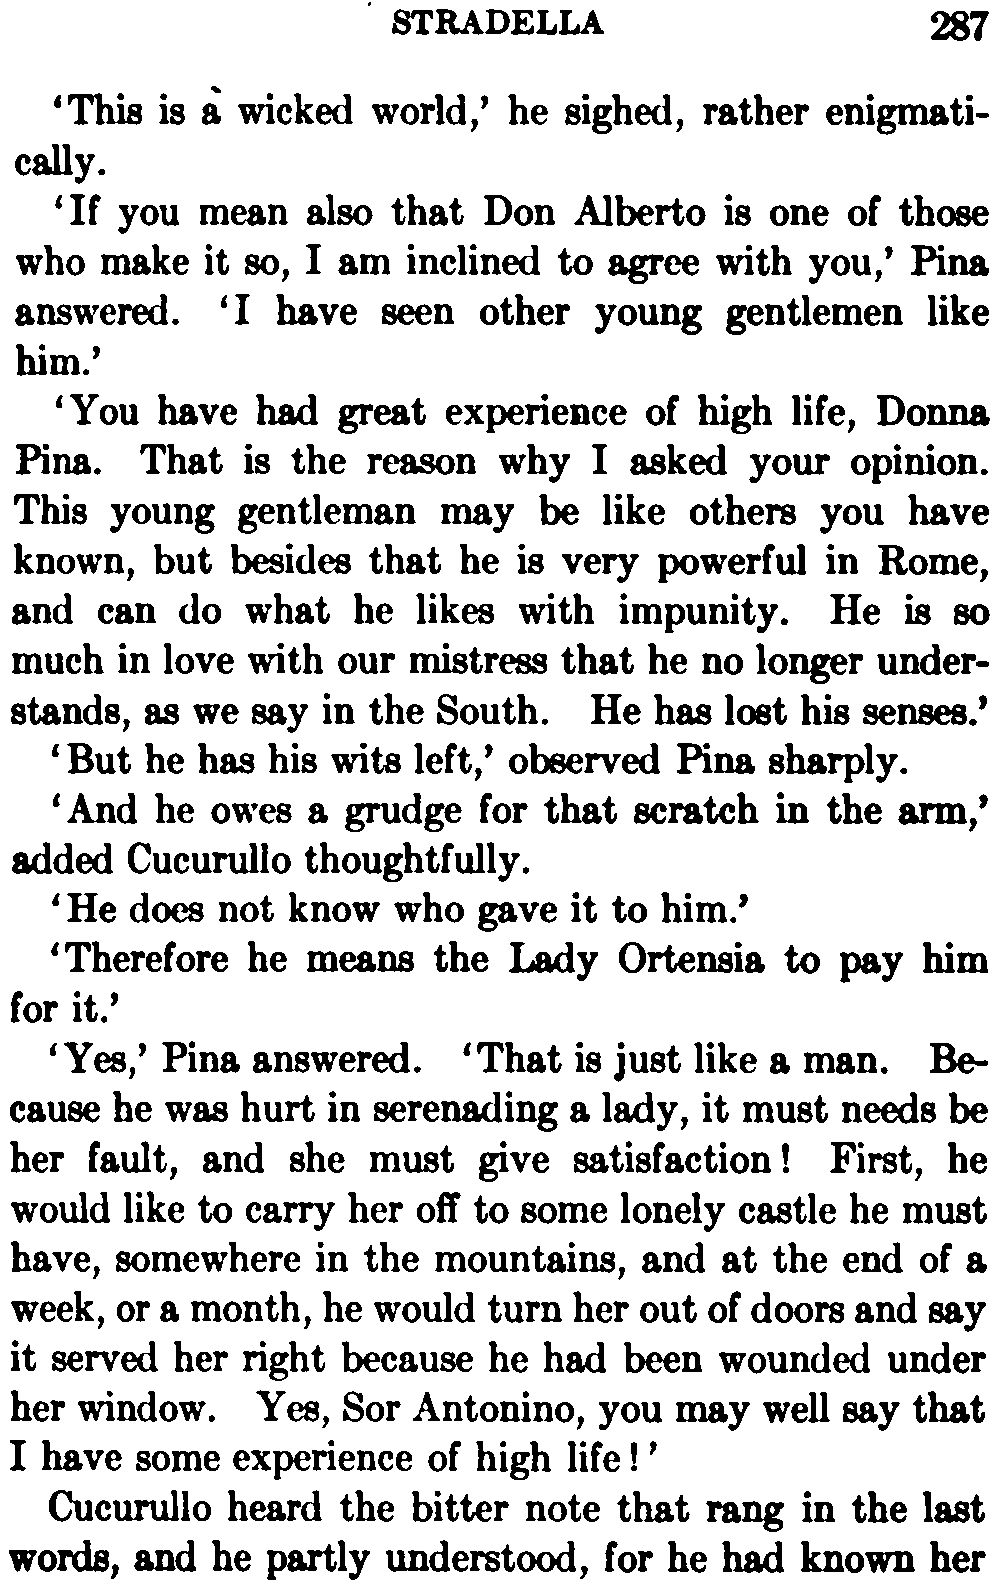 STRADELLA 287
‘This is a wicked world,’ he sighed, rather enigmati-
cally.
‘If you mean also that Don Alberto is one of those
who make it so, I am inclined to agree with you,’ Pina
answered. ‘I have seen other young gentlemen like
him.’
‘You have had great experience of high life, Donna
Pina. That is the reason why I asked your opinion.
This young gentleman may be like others you have
known, but besides that he is very powerful in Rome,
and can do what he likes with impunity. He is so
much in love with our mistress that he no longer under-
stands, as we say in the South. He has lost his senses.’
‘But he has his wits left,’ observed Pina sharply.
‘And he owes a grudge for that scratch in the arm,’
added Cucurullo thoughtfully.
‘He does not know who gave it to him.’
‘Therefore he means the Lady Ortensia to pay him
for it.’
‘Yes,’ Pina answered. ‘That is just like a man. Be-
cause he was hurt in serenading a lady, it must needs be
her fault, and she must give satisfaction! First, he
would like to carry her off to some lonely castle he must
have, somewhere in the mountains, and at the end of a
week, or a month, he would turn her out of doors and say
it served her right because he had been wounded under
her window. Yes, Sor Antonino, you may well say that
I have some experience of high life!’
Cucurullo heard the bitter note that rang in the last
words, and he partly understood, for he had known her